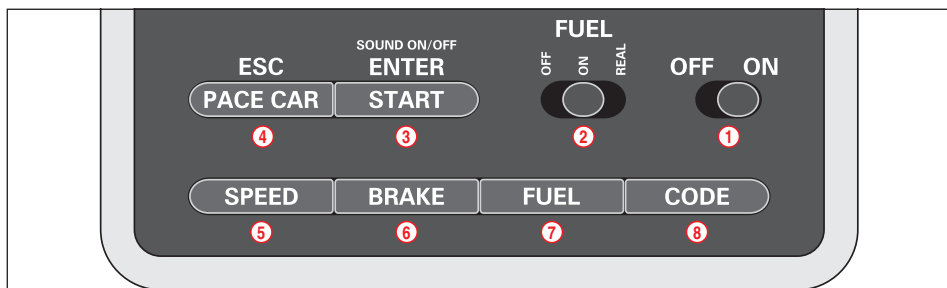 FUEL
SOUND ON/OFF
ESC ENTER OFF ON REAL OFF ON
PACE CAR START
④ ③ ② ①
SPEED BRAKE FUEL CODE
⑤ ⑥ ⑦ ⑧